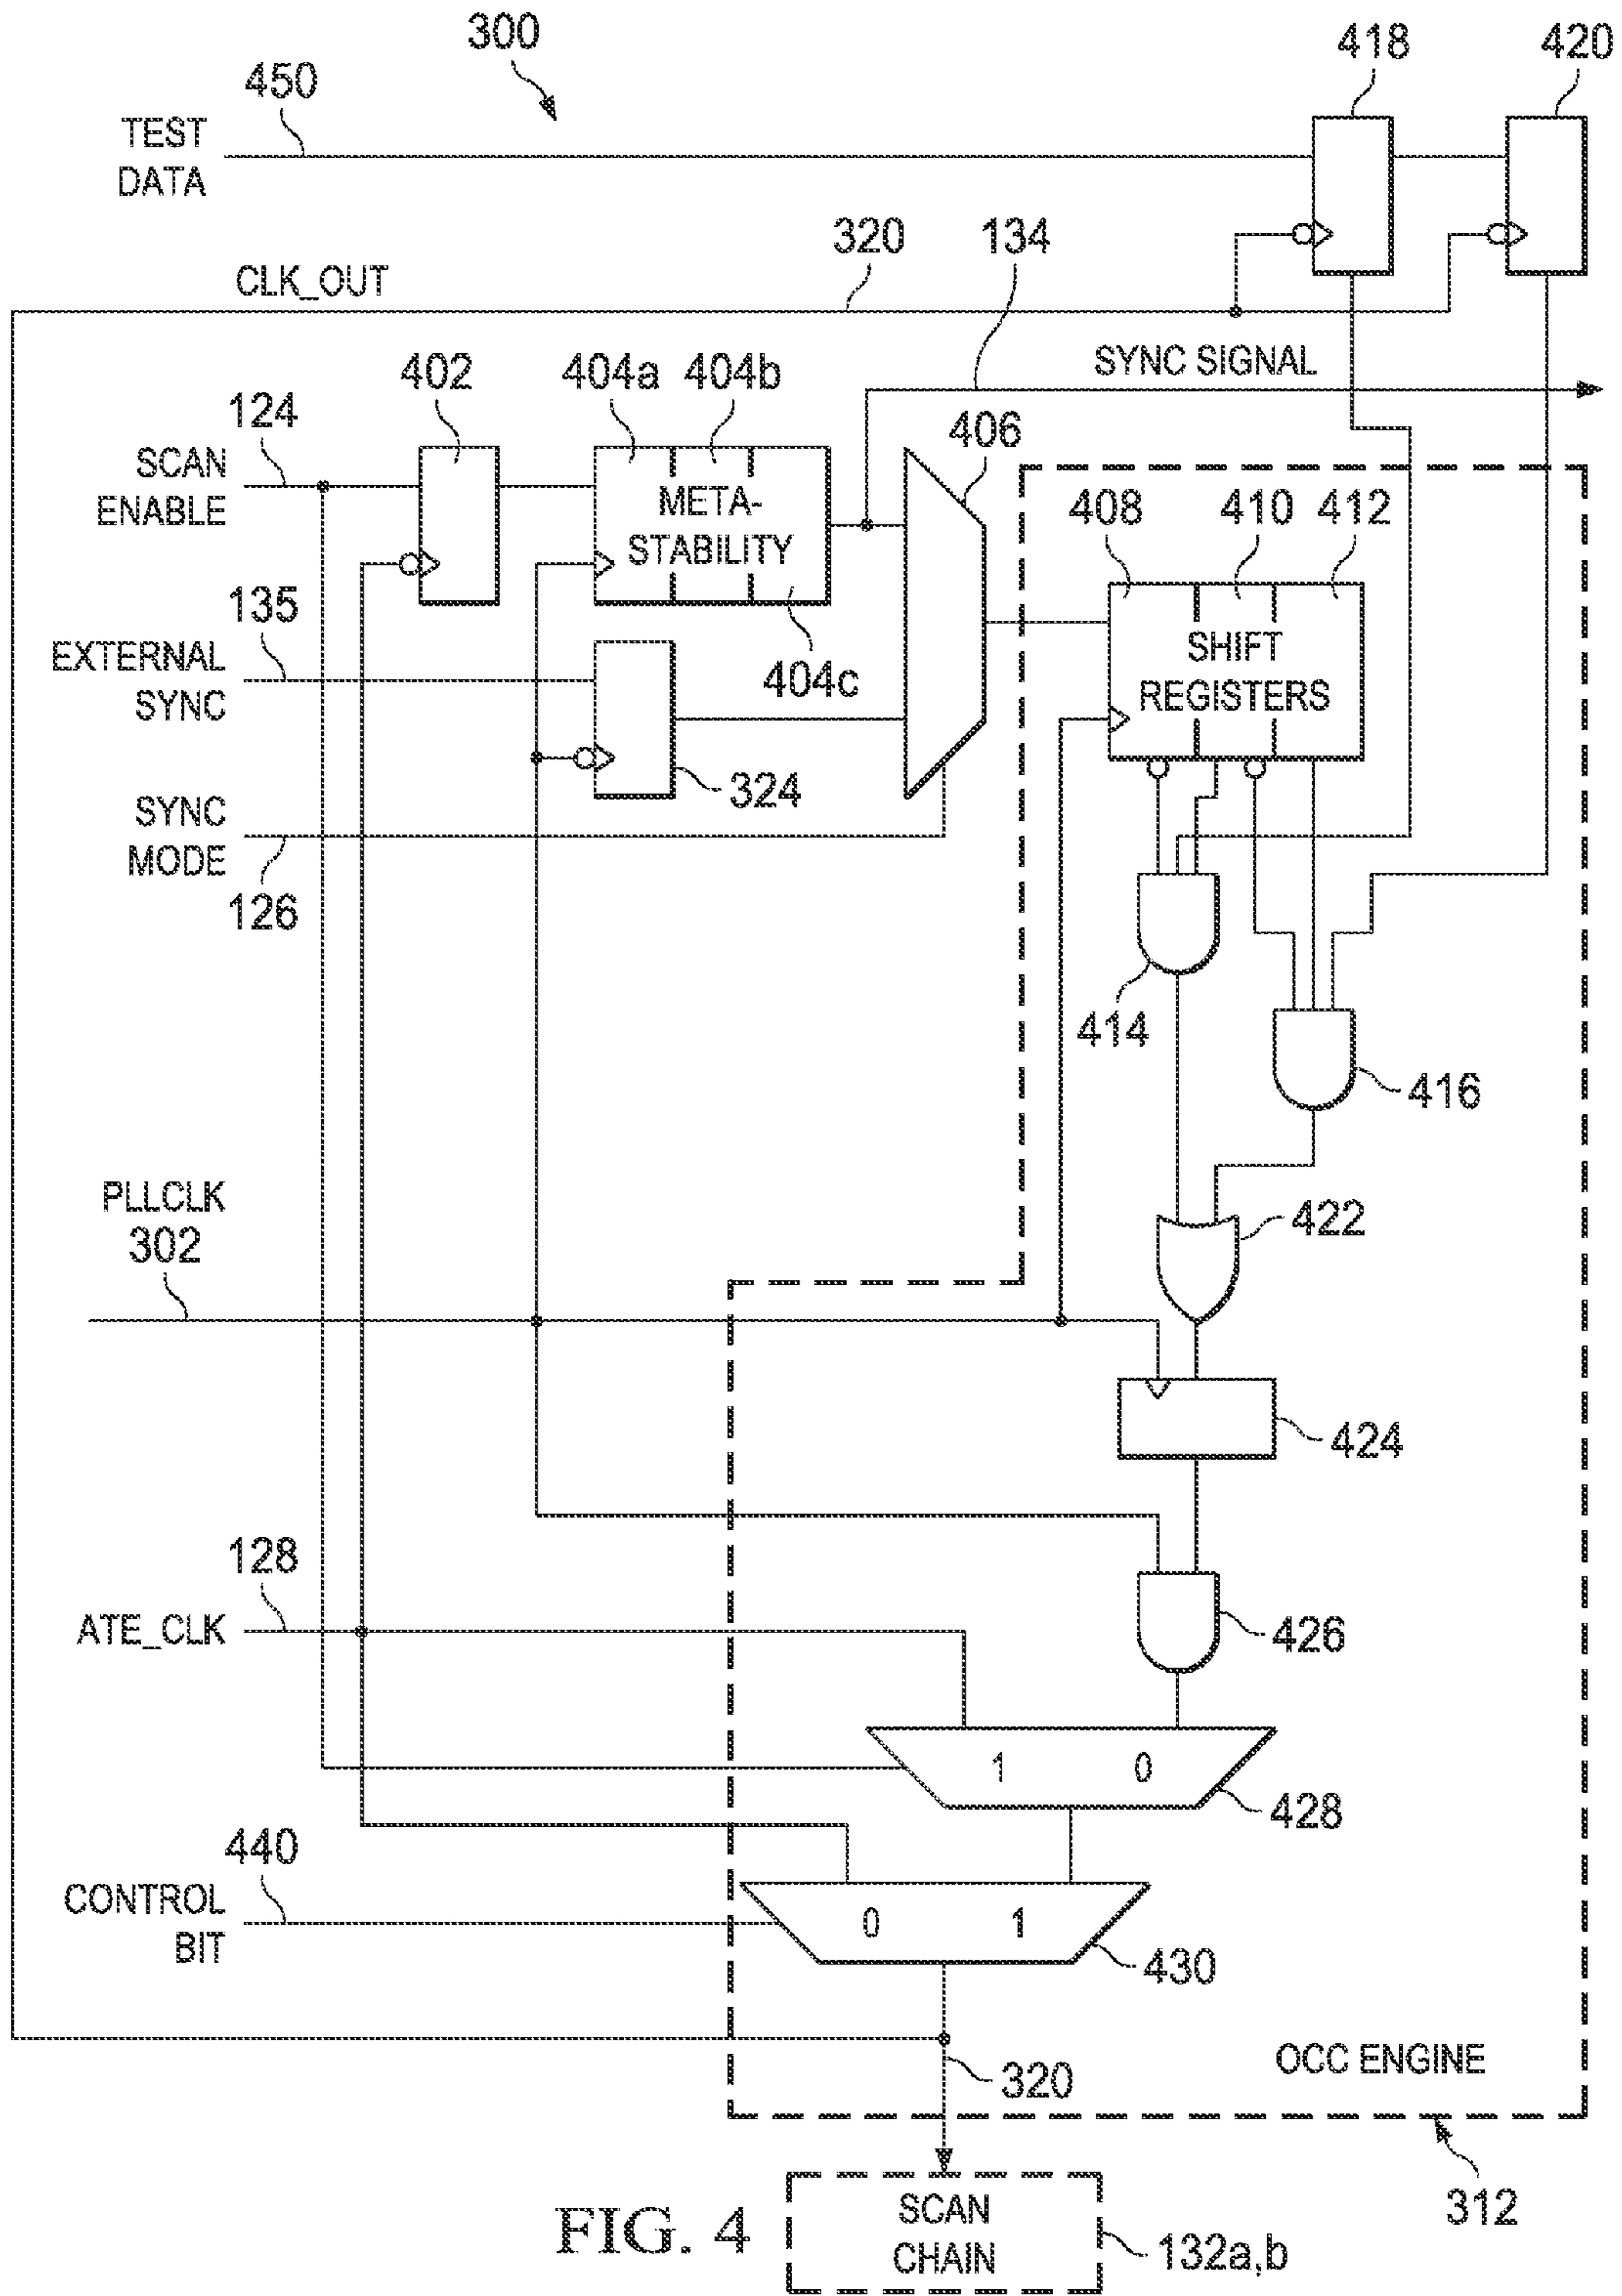 300
418
420
450
TEST
DATA
320
134
CLK_OUT
SYNC SIGNAL
402
404a
404b
406
124
SCAN
ENABLE
META-
STABILITY
408
410
412
135
EXTERNAL
SYNC
404c
SHIFT
REGISTERS
324
SYNC
MODE
126
414
416
PLLCLK
302
422
424
128
ATE_CLK
426
1
0
428
440
CONTROL
BIT
0
1
430
320
OCC ENGINE
312
SCAN
CHAIN
132a,b
FIG. 4